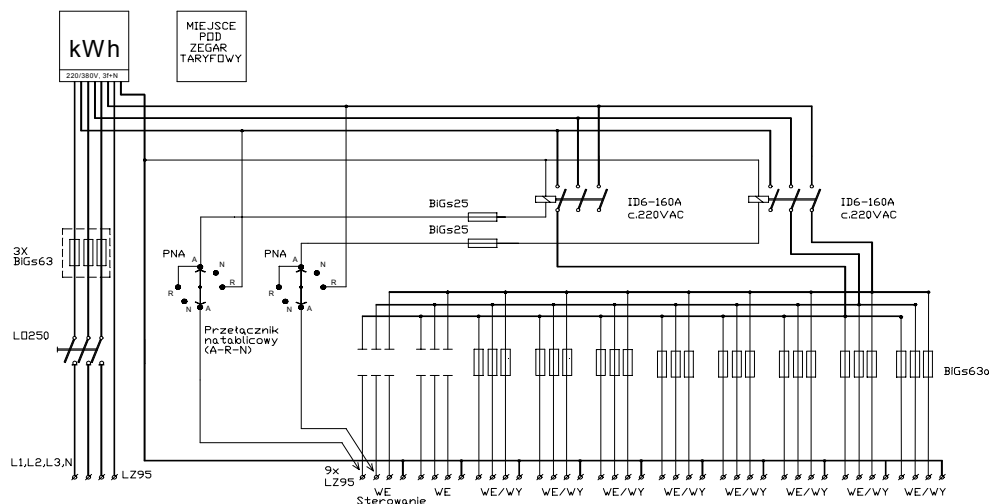 kWh
220/380V, 3f+N
MIEJSCE
POD
ZEGAR
TARYFOWY
BiGs25
BiGs25
ID6-160A
c.220VAC
ID6-160A
c.220VAC
3X
BiGs63
PNA
A
N
R
R
N
A
PNA
A
N
R
R
N
A
Przełącznik
natablicowy
(A-R-N)
LO250
BiGs63a
L1,L2,L3,N
LZ95
9x
LZ95
WE
WE
WE/WY
WE/WY
WE/WY
WE/WY
WE/WY
WE/WY
WE/WY
WE/WY
Sterowanie